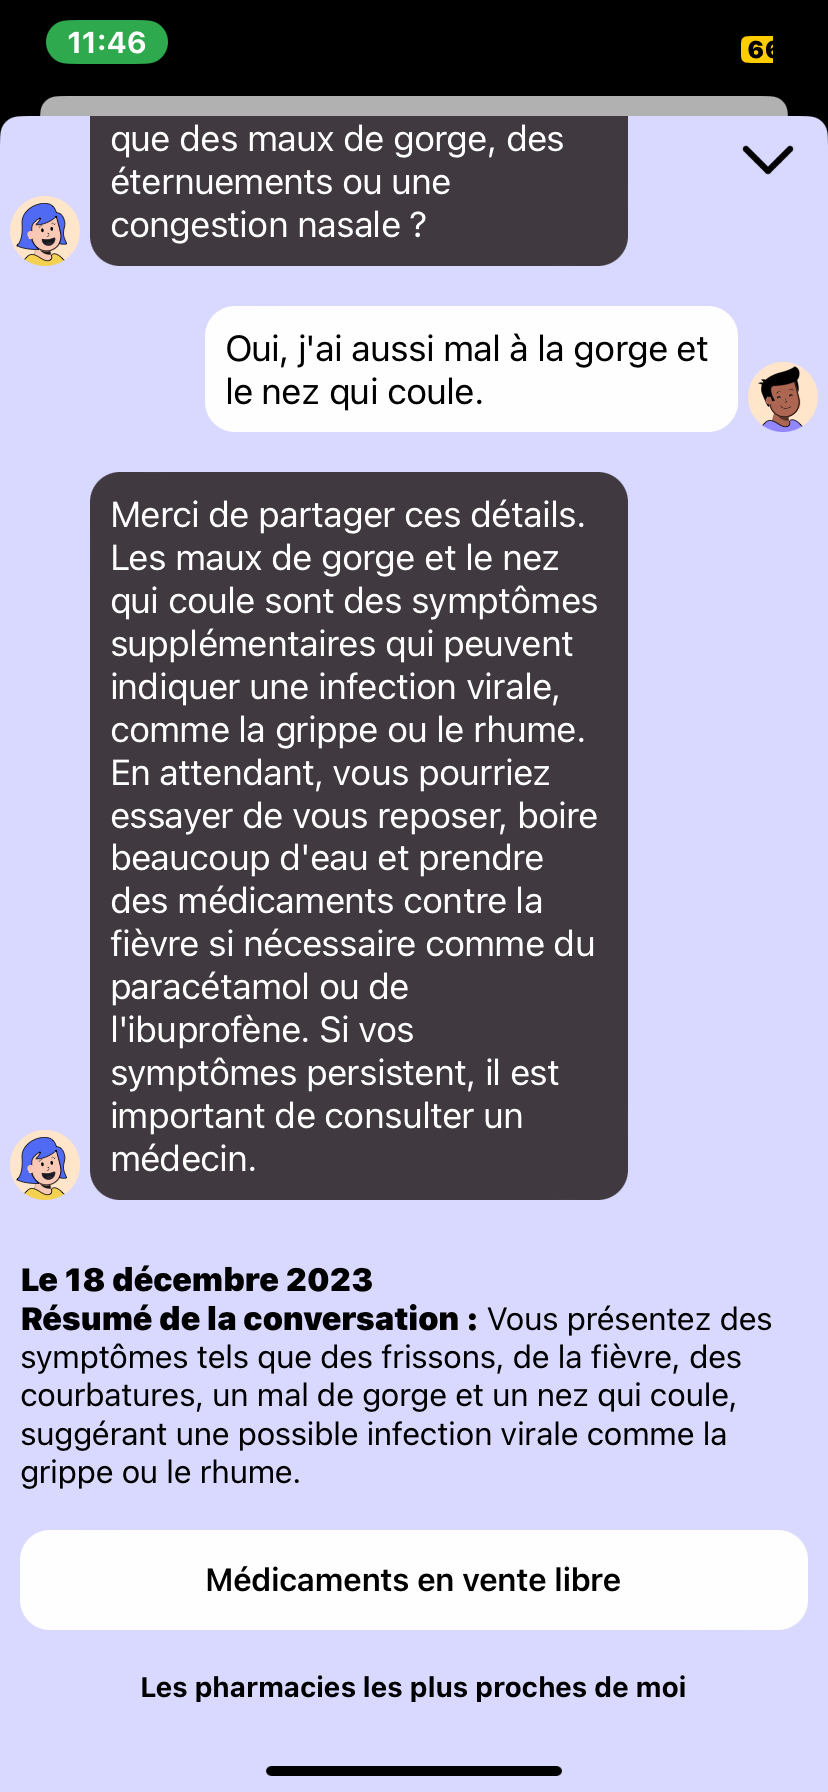 11:46
que des maux de gorge, des
éternuements ou une
congestion nasale ?
Oui, j'ai aussi mal à la gorge et
le nez qui coule.
Merci de partager ces détails.
Les maux de gorge et le nez
qui coule sont des symptômes
supplémentaires qui peuvent
indiquer une infection virale,
comme la grippe ou le rhume.
En attendant, vous pourriez
essayer de vous reposer, boire
beaucoup d'eau et prendre
des médicaments contre la
fièvre si nécessaire comme du
paracétamol ou de
l'ibuprofène. Si vos
symptômes persistent, il est
important de consulter un
médecin.
Le 18 décembre 2023
Résumé de la conversation : Vous présentez des
symptômes tels que des frissons, de la fièvre, des
courbatures, un mal de gorge et un nez qui coule,
suggérant une possible infection virale comme la
grippe ou le rhume.
Médicaments en vente libre
Les pharmacies les plus proches de moi